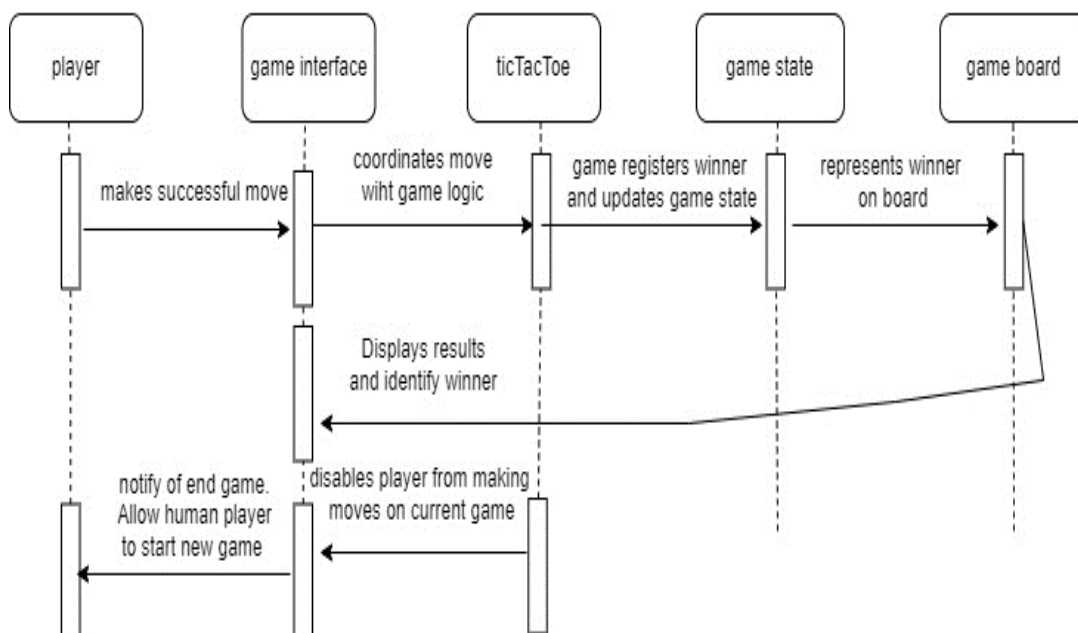 player
game interface
ticTacToe
game state
game board
makes successful move
coordinates move
wiht game logic
game registers winner
and updates game state
represents winner
on board
Displays results
and identify winner
disables player from making
moves on current game
notify of end game.
Allow human player
to start new game